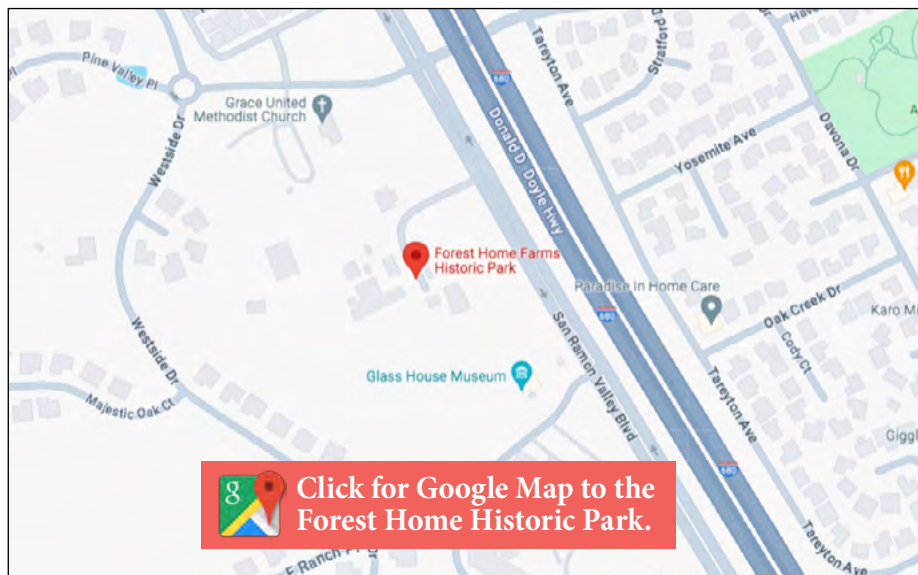 Pine Valley Pl
Grace United
Methodist Church
Westside Dr
680
Donald D. Doyle Hwy
Tareyton Ave
Stratford
Dr
Yosemite Ave
Davona Dr
Forest Home Farms
Historic Park
Paradise In Home Care
680
Oak Creek Dr
Karo Mi
Cody Ct
San Ramon Valley Blvd
Westside Dr
Glass House Museum
Majestic Oak Ct
Tareyton Ave
Giggl
680
g
Click for Google Map to the
Forest Home Historic Park.
Tareyton Ave